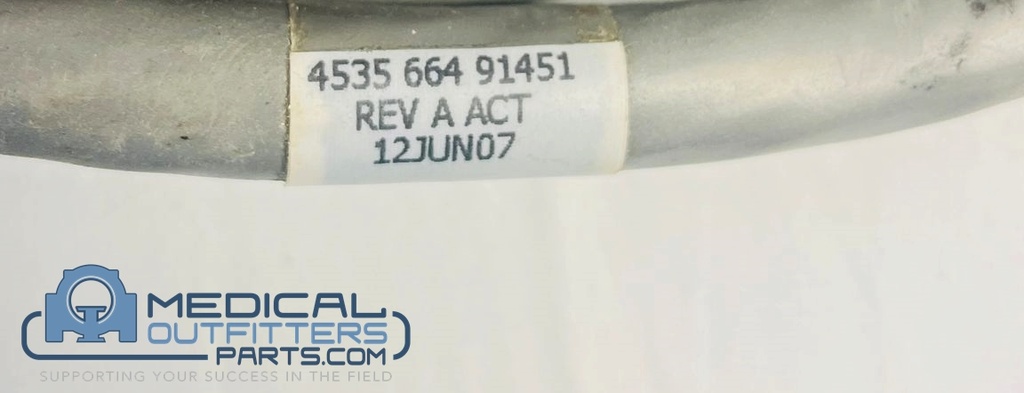 4535 664 91451
REV A ACT
12JUN07
MEDICAL
OUTFITTERS
PARTS.COM
SUPPORTING YOUR SUCCESS IN THE FIELD